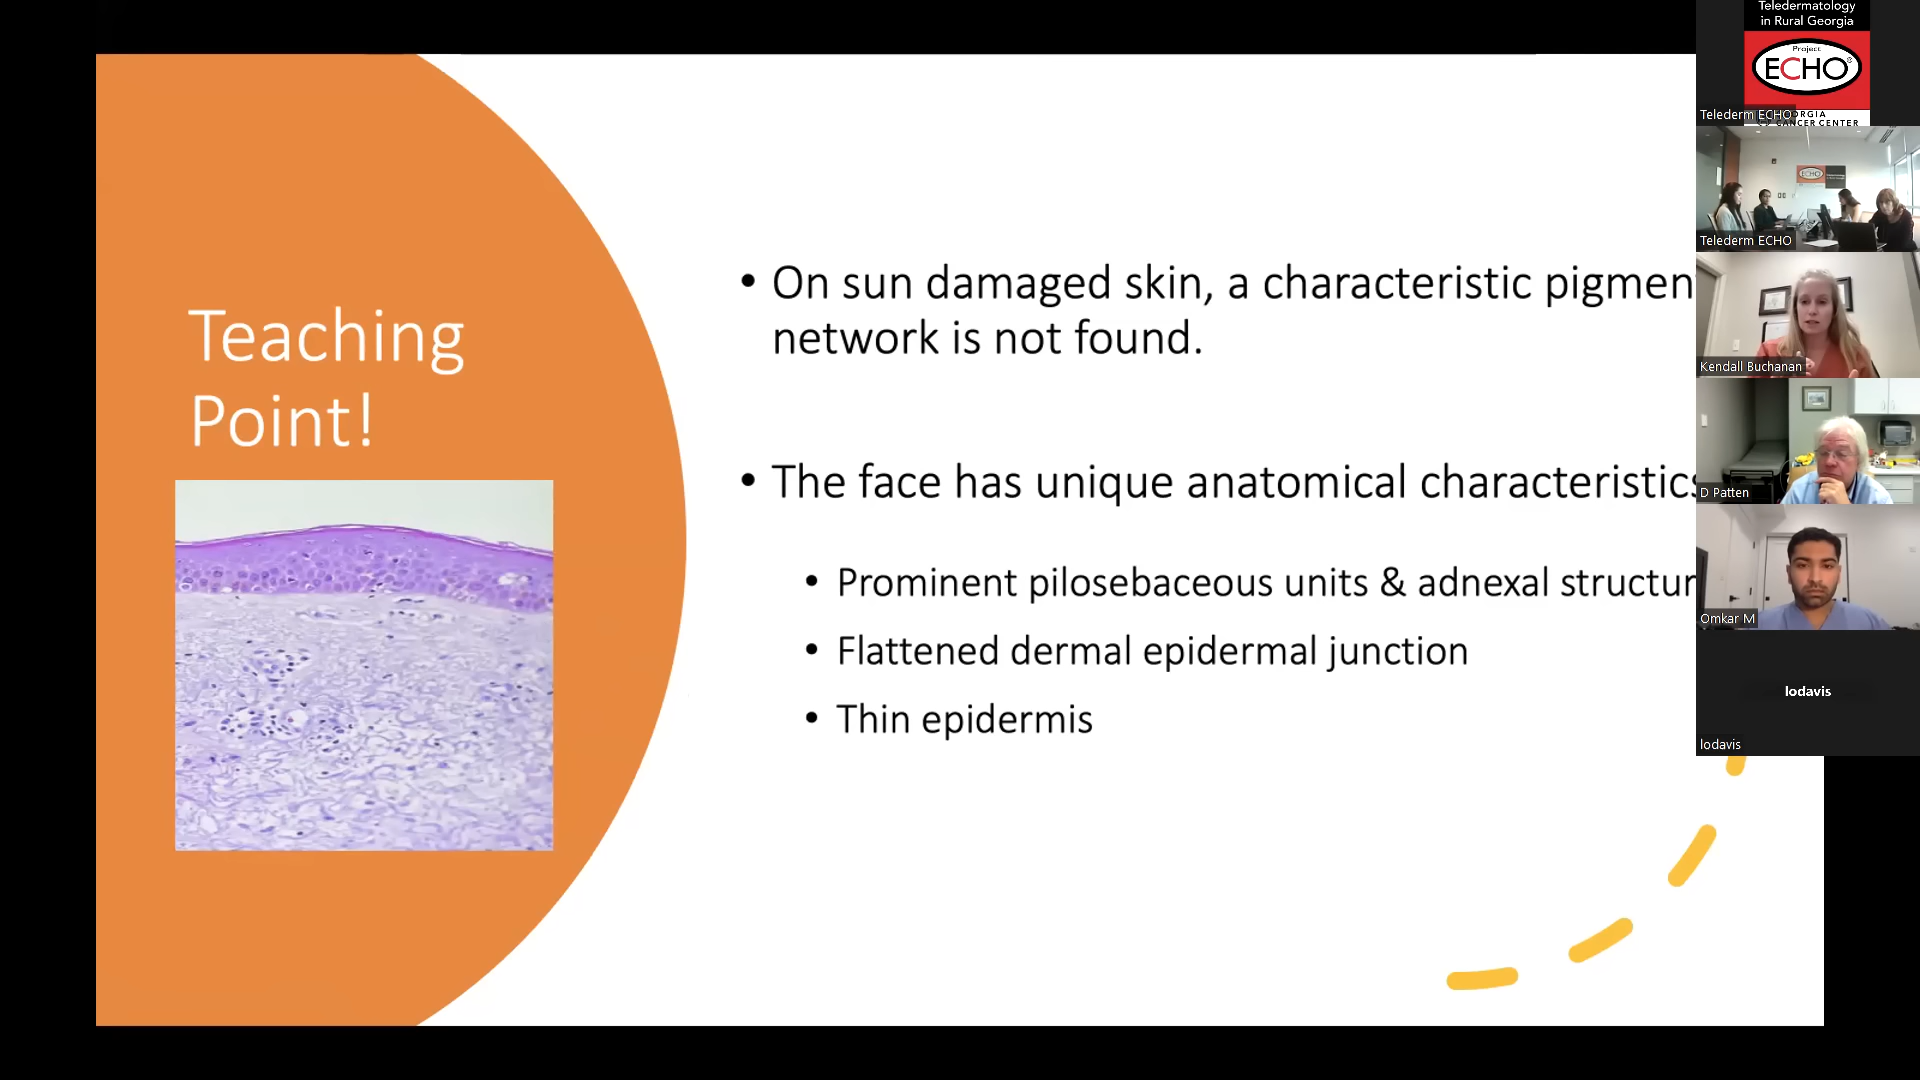 Teaching
Point!
• On sun damaged skin, a characteristic pigmen
network is not found.
• The face has unique anatomical characteristics
• Prominent pilosebaceous units & adnexal structur
• Flattened dermal epidermal junction
• Thin epidermis
Teledermatology
in Rural Georgia
Project
ECHO®
Telederm ECHO
ORGIA
CANCER CENTER
ECHO
Telederm ECHO
Kendall Buchanan
D Patten
Omkar M
lodavis
lodavis